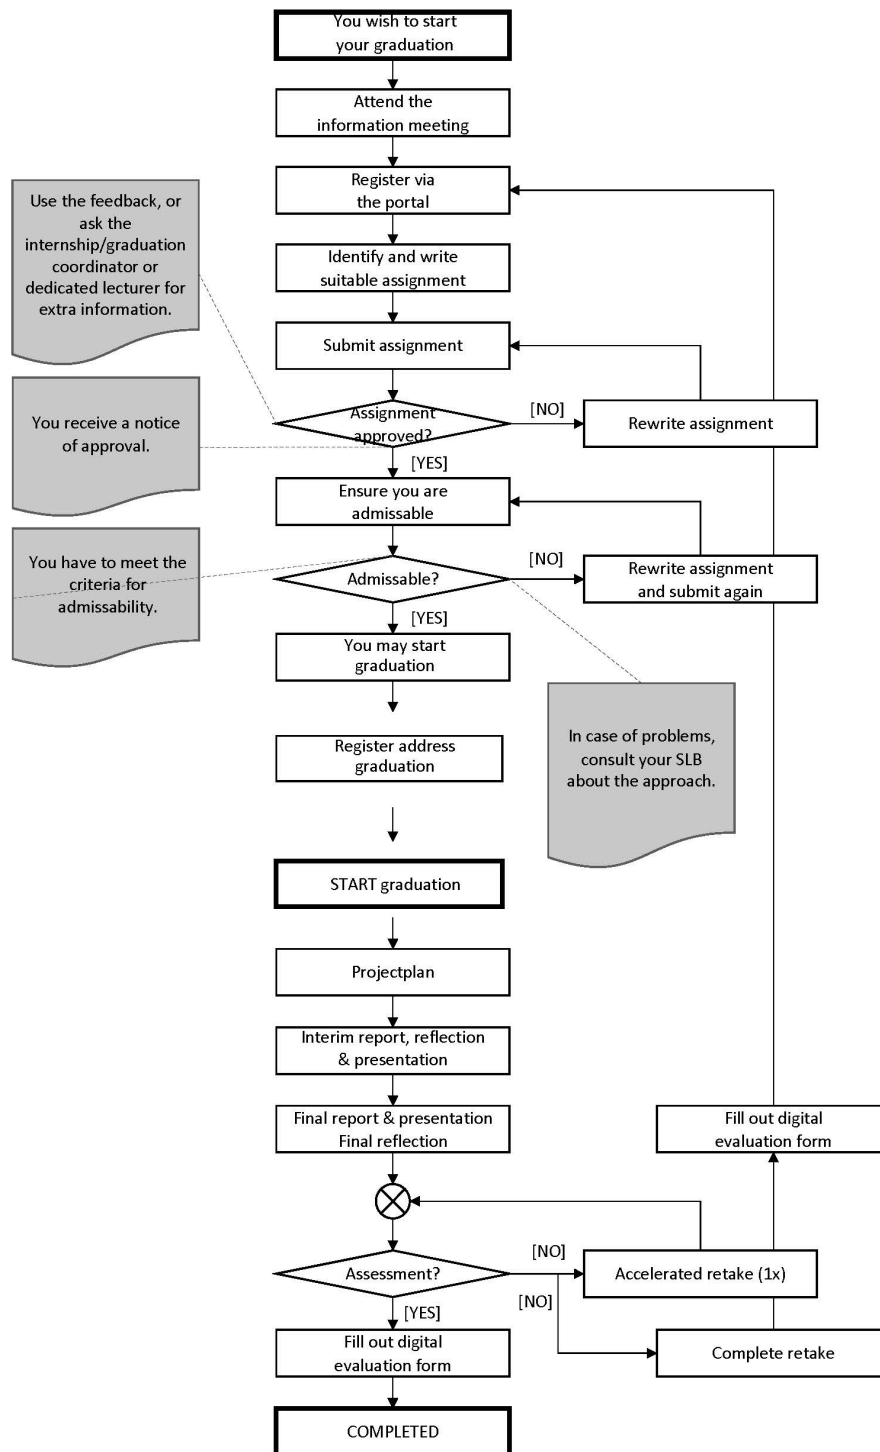 You wish to start
your graduation
Attend the
information meeting
Register via
the portal
Use the feedback, or
ask the
internship/graduation
coordinator or
dedicated lecturer for
extra information.
Identify and write
suitable assignment
Submit assignment
Assignment
approved?
[NO]
Rewrite assignment
You receive a notice
of approval.
[YES]
Ensure you are
admissable
You have to meet the
criteria for
admissability.
Admissable?
[NO]
Rewrite assignment
and submit again
[YES]
You may start
graduation
In case of problems,
consult your SLB
about the approach.
Register address
graduation
START graduation
Projectplan
Interim report, reflection
& presentation
Final report & presentation
Final reflection
Fill out digital
evaluation form
Assessment?
[NO]
Accelerated retake (1x)
[NO]
Complete retake
[YES]
Fill out digital
evaluation form
COMPLETED